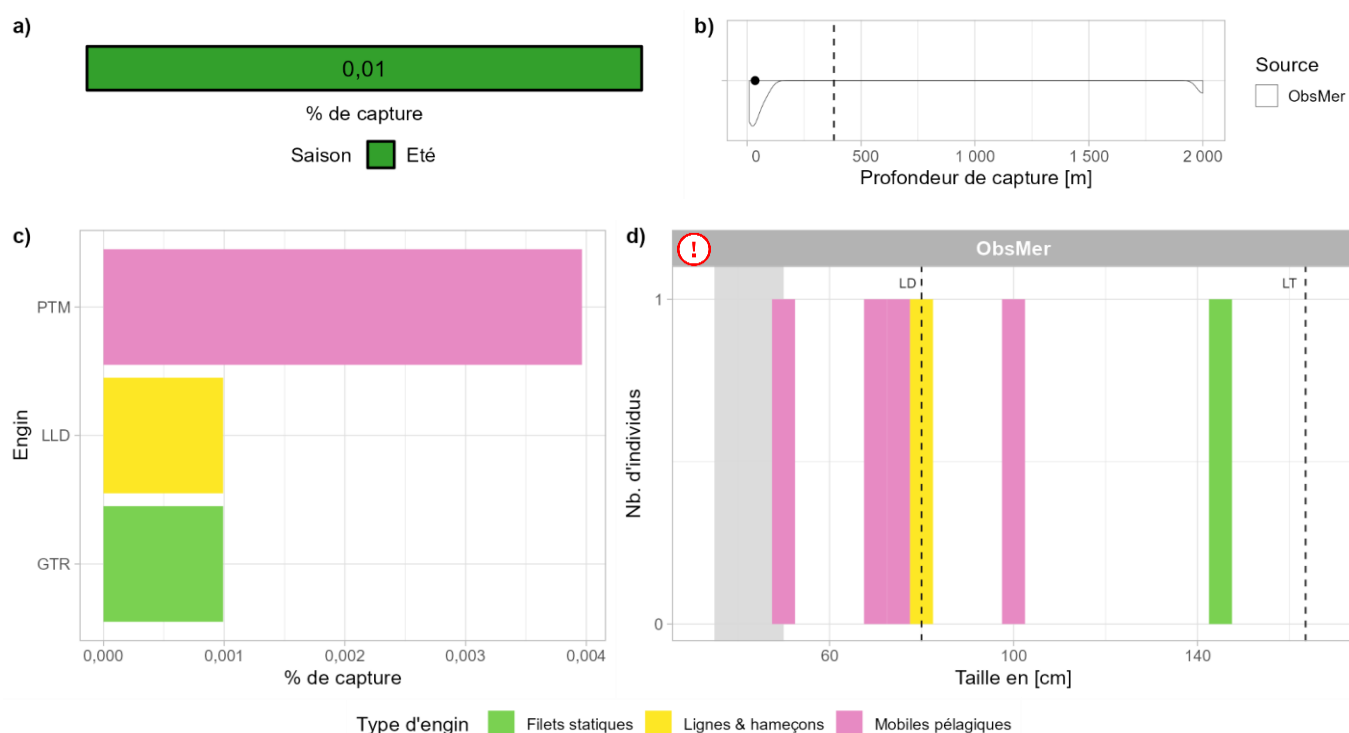 a)
0,01
% de capture
Saison Eté
b)
0 500 1 000 1 500 2 000
Profondeur de capture [m]
Source
ObsMer
c)
PTM
LLD
GTR
Engin
0,000 0,001 0,002 0,003 0,004
% de capture
d)
! ObsMer
LD LT
1
0
Nb. d'individus
60 100 140
Taille en [cm]
Type d'engin Filets statiques Lignes & hameçons Mobiles pélagiques